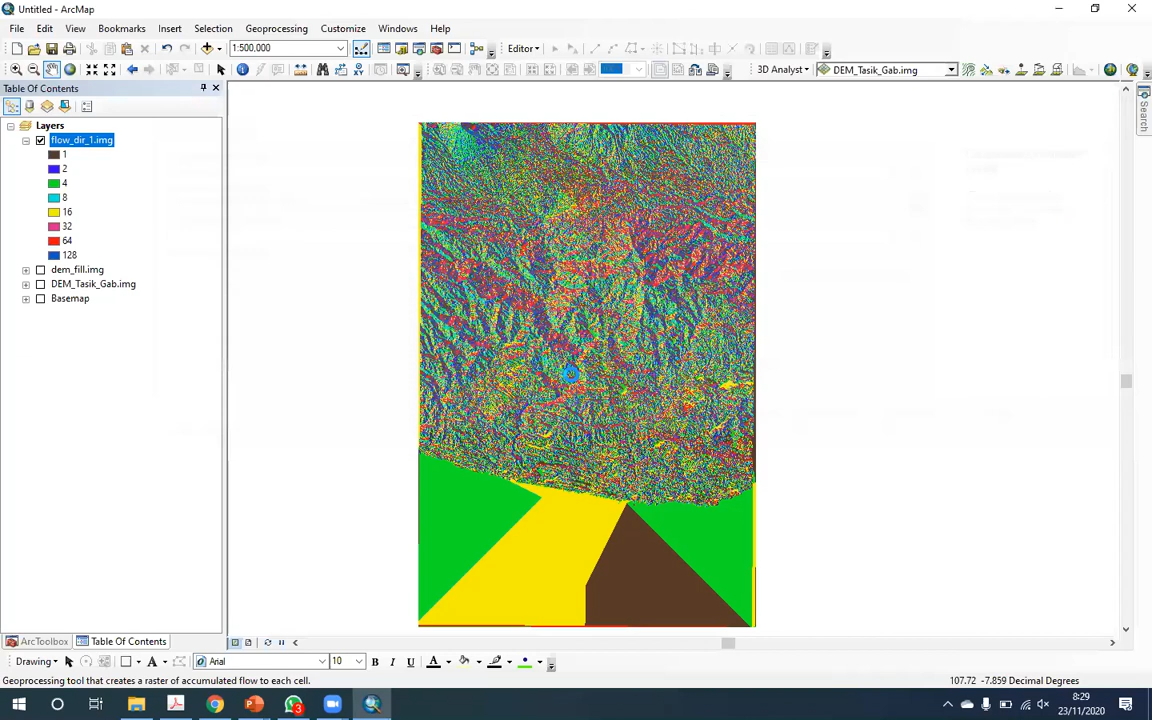 Untitled - ArcMap
File Edit View Bookmarks Insert Selection Geoprocessing Customize Windows Help
1:500,000 Editor
3D Analyst DEM_Tasik_Gab.img
Table Of Contents
Layers
flow_dir_1.img
1
2
4
8
16
32
64
128
dem_fill.img
DEM_Tasik_Gab.img
Basemap
Search
ArcToolbox Table Of Contents
Drawing A Arial 10 B I U A
Geoprocessing tool that creates a raster of accumulated flow to each cell. 107.72 -7.859 Decimal Degrees
8:29
23/11/2020